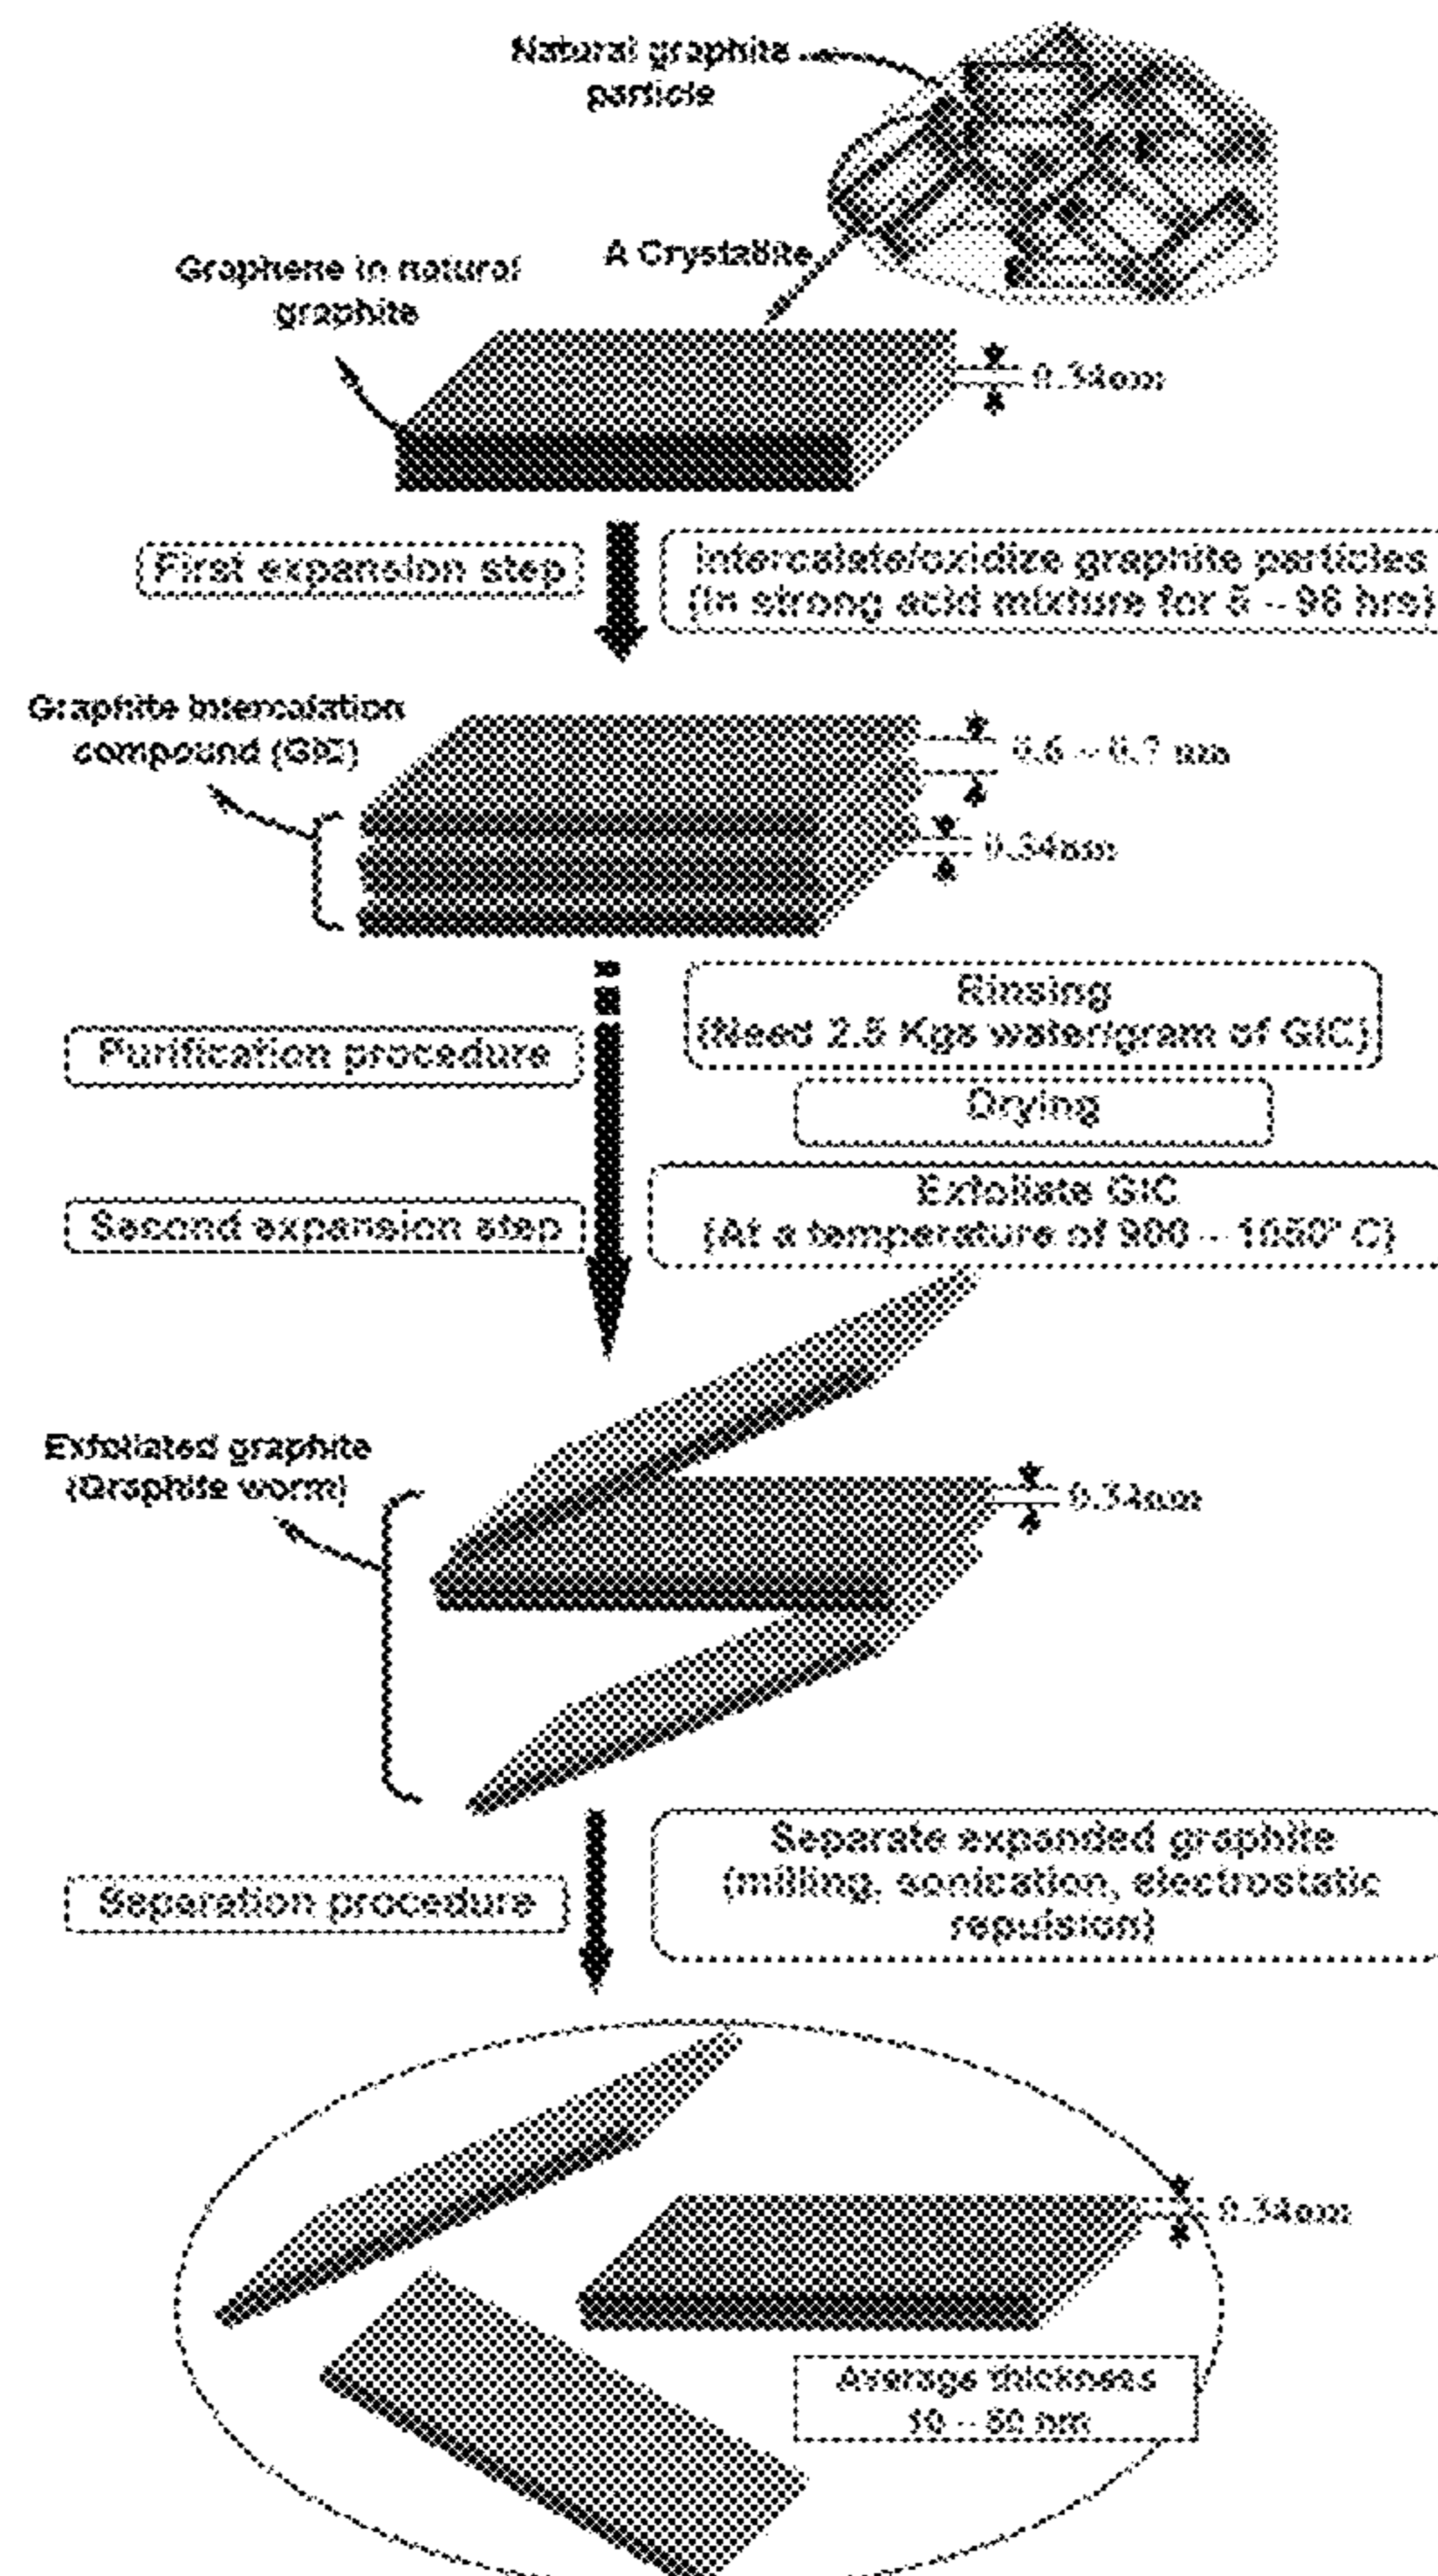 Natural graphite
particle
A Crystallite
Graphene in natural
graphite
0.34nm
First expansion step
Intercalate/oxidize graphite particles
(in strong acid mixture for – 96 hrs)
Graphite intercalation
compound (GIC)
0.6 – 0.7 nm
0.34nm
Rinsing
(Need 2.5 Kgs water/gram of GIC)
Purification procedure
Drying
Exfoliate GIC
(At a temperature of 900 – 1050° C)
Second expansion step
Exfoliated graphite
(Graphite worm)
0.34nm
Separate expanded graphite
(milling, sonication, electrostatic
repulsion)
Separation procedure
0.34nm
Average thickness
10 – nm